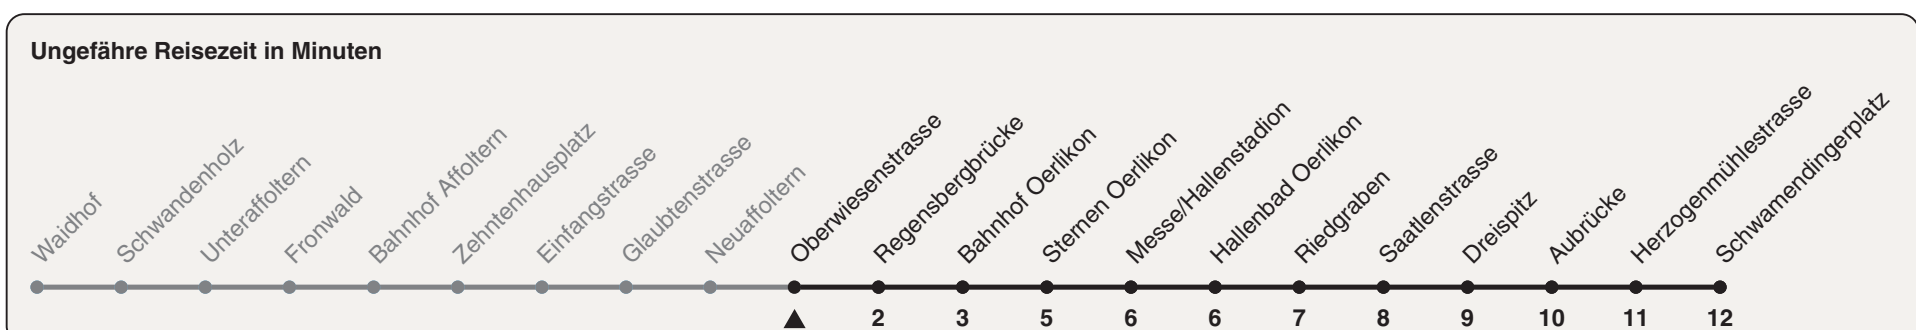 Ungefähre Reisezeit in Minuten
Waidhof
Schwandenholz
Unteraffoltern
Fronwald
Bahnhof Affoltern
Zehntenhausplatz
Einfangstrasse
Glaubtenstrasse
Neuaffoltern
Oberwiesenstrasse
Regensbergbrücke
Bahnhof Oerlikon
Sternen Oerlikon
Messe/Hallenstadion
Hallenbad Oerlikon
Riedgraben
Saatlenstrasse
Dreispitz
Aubrücke
Herzogenmühlestrasse
Schwamendingerplatz
2 3 5 6 6 7 8 9 10 11 12